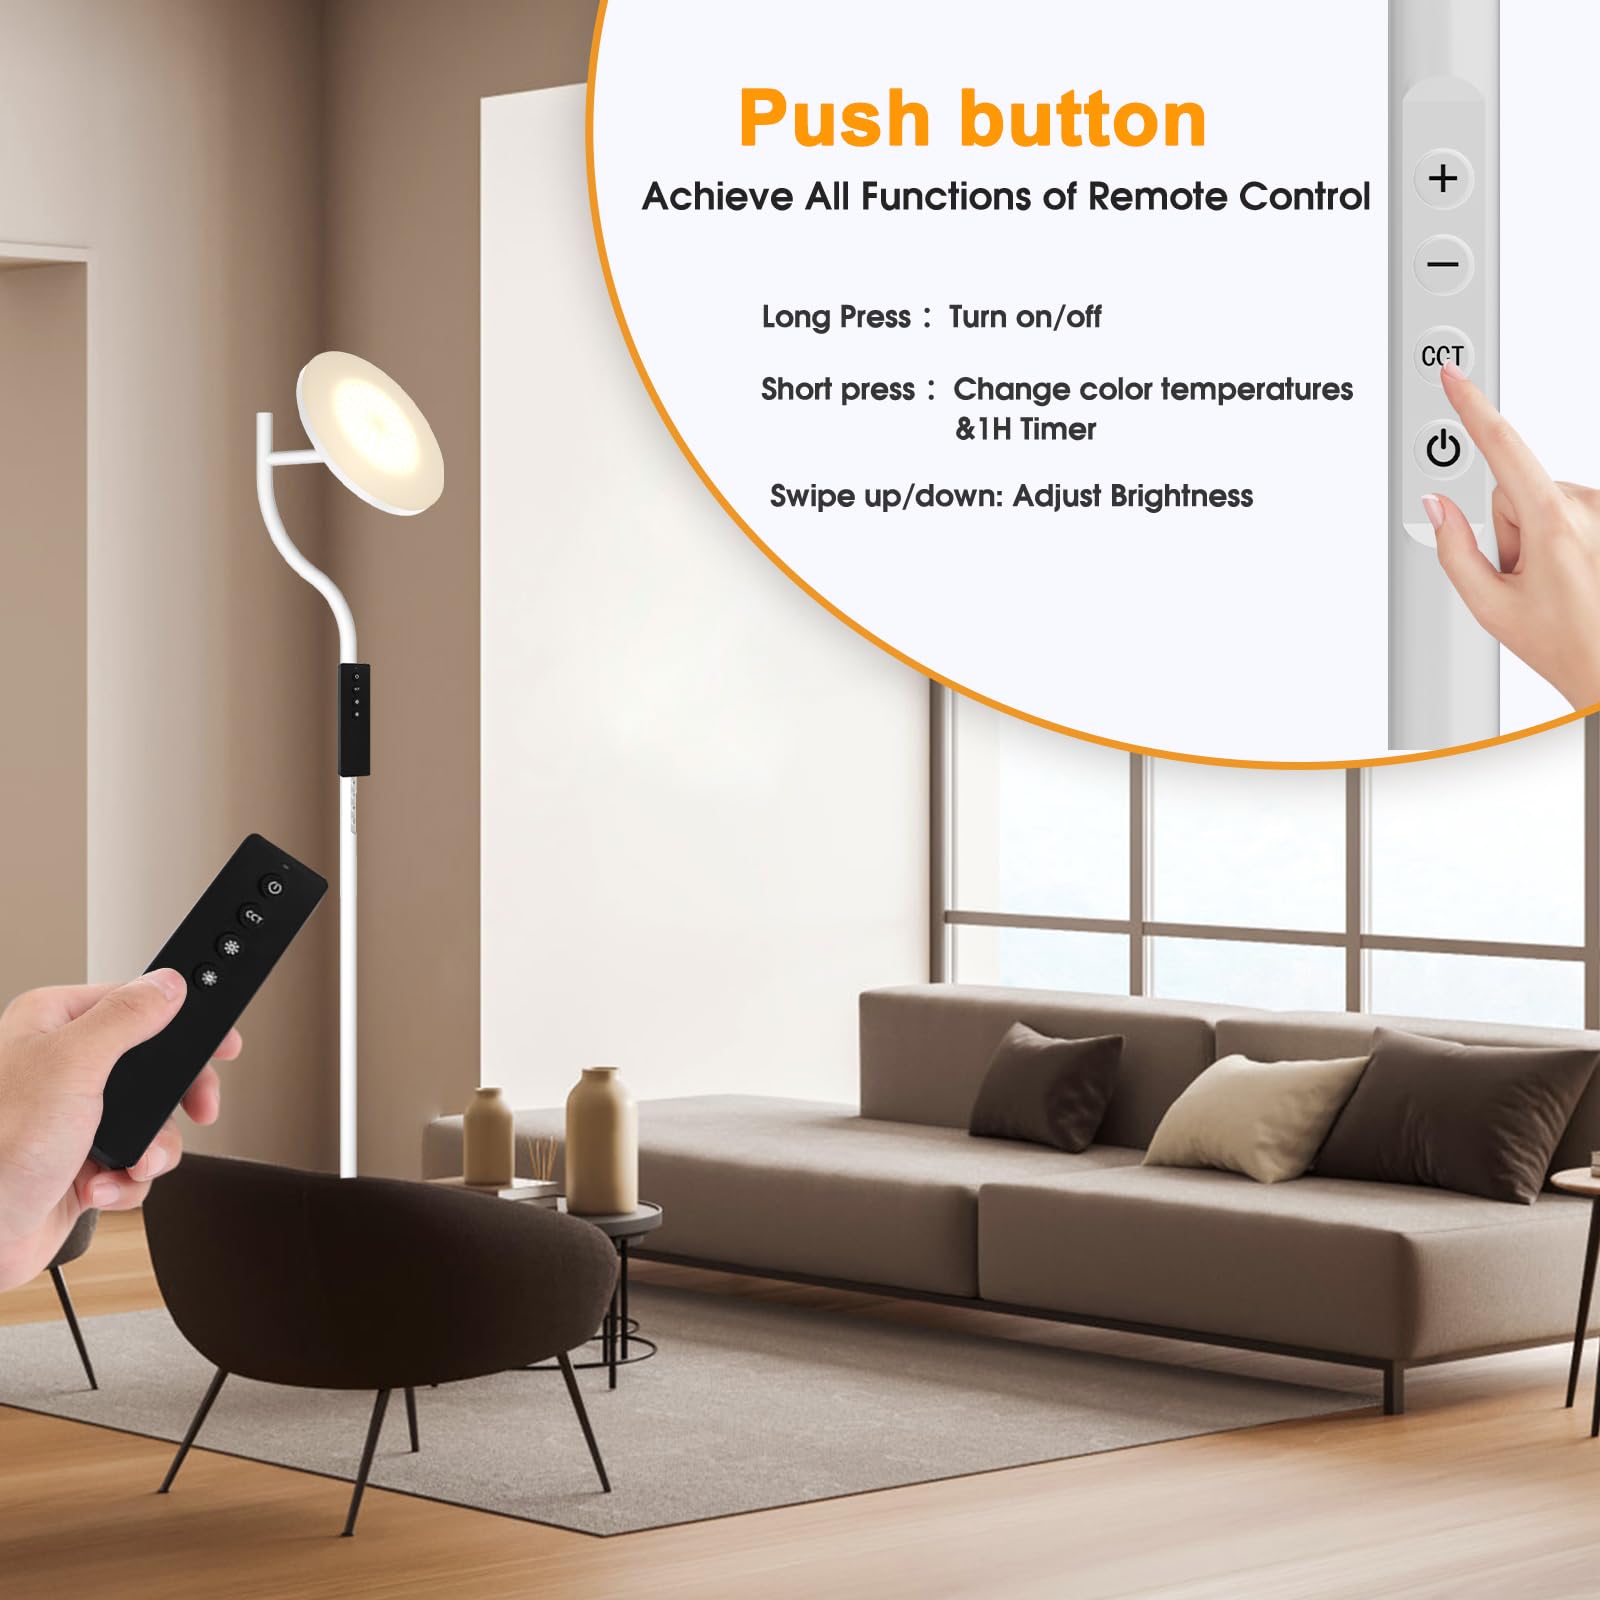 Push button
Achieve All Functions of Remote Control
Long Press： Turn on/off
Short press： Change color temperatures
&1H Timer
Swipe up/down: Adjust Brightness
+
−
CCT
CCT